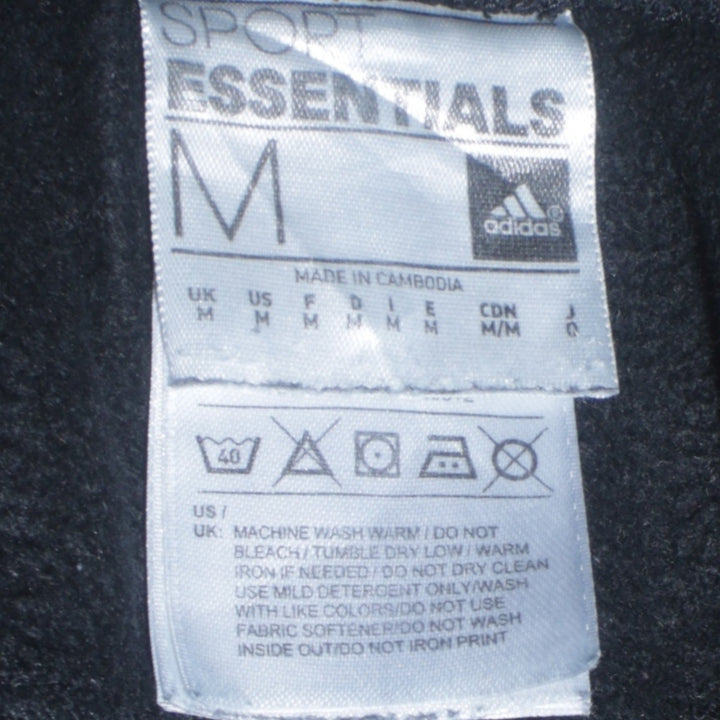 SPORT
ESSENTIALS
M
adidas®
MADE IN CAMBODIA
UK US F D I E CDN J
M M M M M M M/M O
40
US /
UK: MACHINE WASH WARM / DO NOT
BLEACH / TUMBLE DRY LOW / WARM
IRON IF NEEDED / DO NOT DRY CLEAN
USE MILD DETERGENT ONLY/WASH
WITH LIKE COLORS/DO NOT USE
FABRIC SOFTENER/DO NOT WASH
INSIDE OUT/DO NOT IRON PRINT